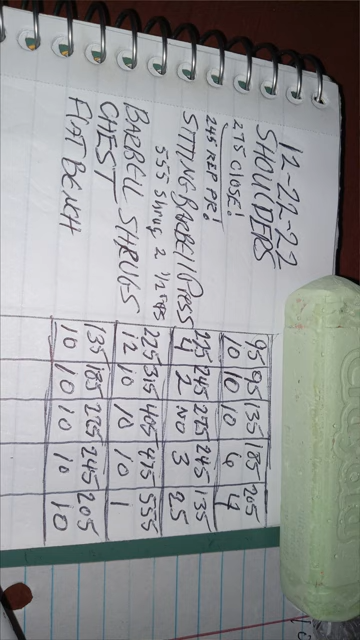 12-22-22
SHOULDERS
275 CLOSE!
245 REP PR!
SITTING BARBELL PRESS
555 Shrug 2 1/2 reps
BARBELL SHRUGS
CHEST
FLAT BENCH
95 95 135 185 205
10 10 10 6 4
225 245 275 245 135
4 2 NO 3 25
225 315 405 475 555
12 10 10 10 1
135 185 225 245 205
10 10 10 10 10